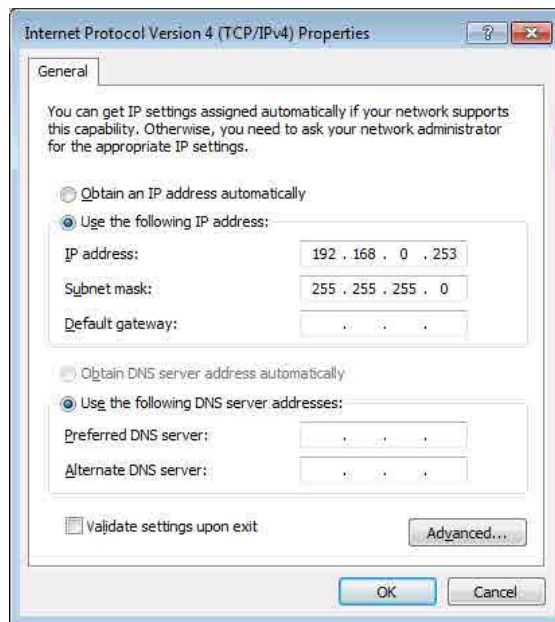 Internet Protocol Version 4 (TCP/IPv4) Properties
General
You can get IP settings assigned automatically if your network supports
this capability. Otherwise, you need to ask your network administrator
for the appropriate IP settings.
Obtain an IP address automatically
Use the following IP address:
IP address: 192 . 168 . 0 . 253
Subnet mask: 255 . 255 . 255 . 0
Default gateway: . . .
Obtain DNS server address automatically
Use the following DNS server addresses:
Preferred DNS server: . . .
Alternate DNS server: . . .
Validate settings upon exit
Advanced...
OK Cancel